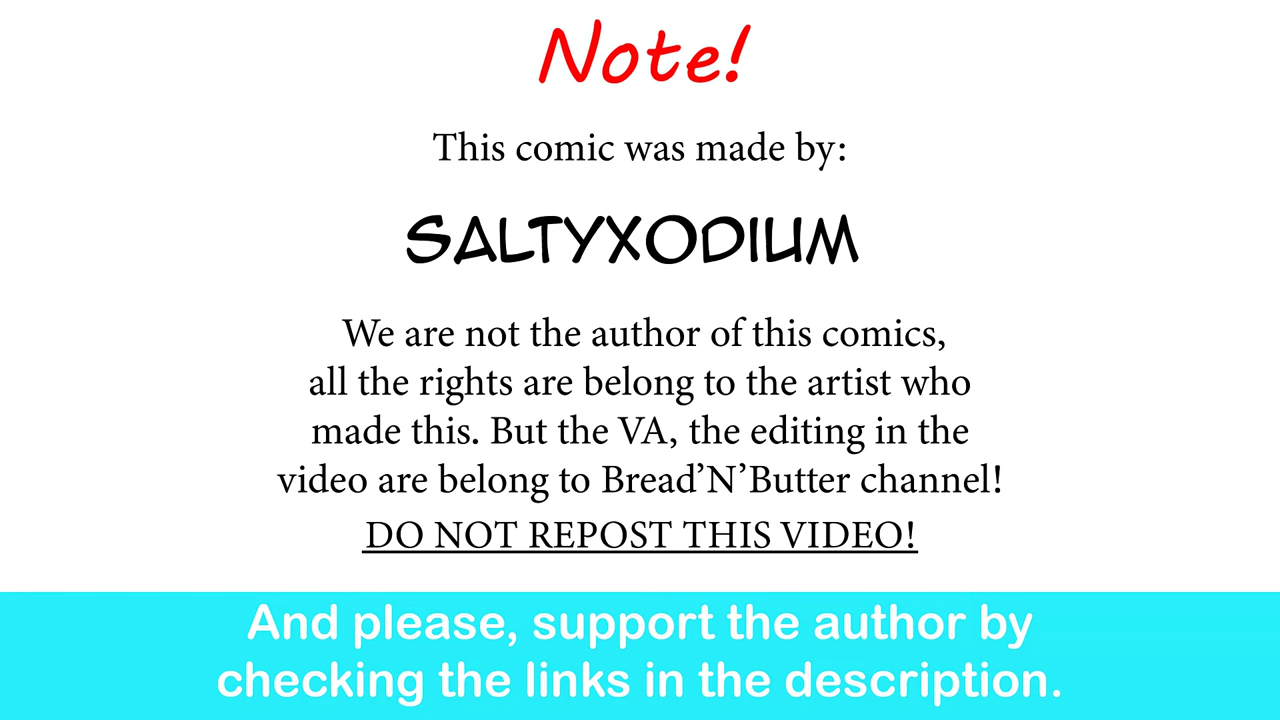 Note!
This comic was made by:
SALTYXODIUM
We are not the author of this comics,
all the rights are belong to the artist who
made this. But the VA, the editing in the
video are belong to Bread’N’Butter channel!
DO NOT REPOST THIS VIDEO!
And please, support the author by
checking the links in the description.